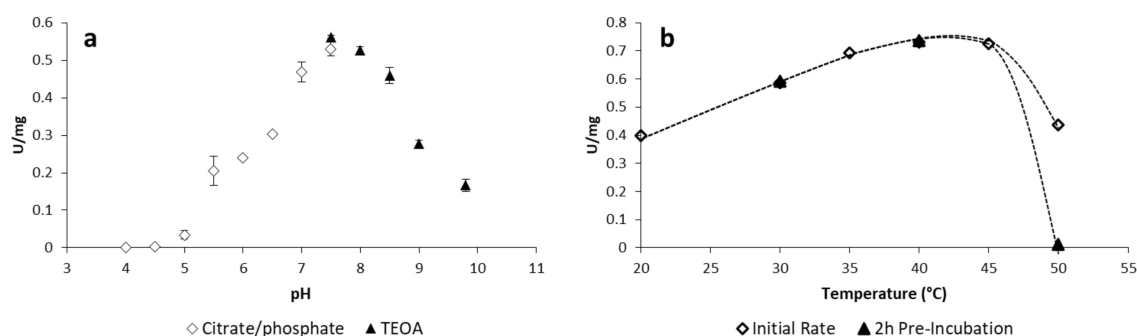 a
U/mg
0.6
0.5
0.4
0.3
0.2
0.1
0
3 4 5 6 7 8 9 10 11
pH
◇ Citrate/phosphate ▲ TEOA
b
U/mg
0.8
0.7
0.6
0.5
0.4
0.3
0.2
0.1
0
20 25 30 35 40 45 50 55
Temperature (°C)
◇ Initial Rate ▲ 2h Pre-Incubation